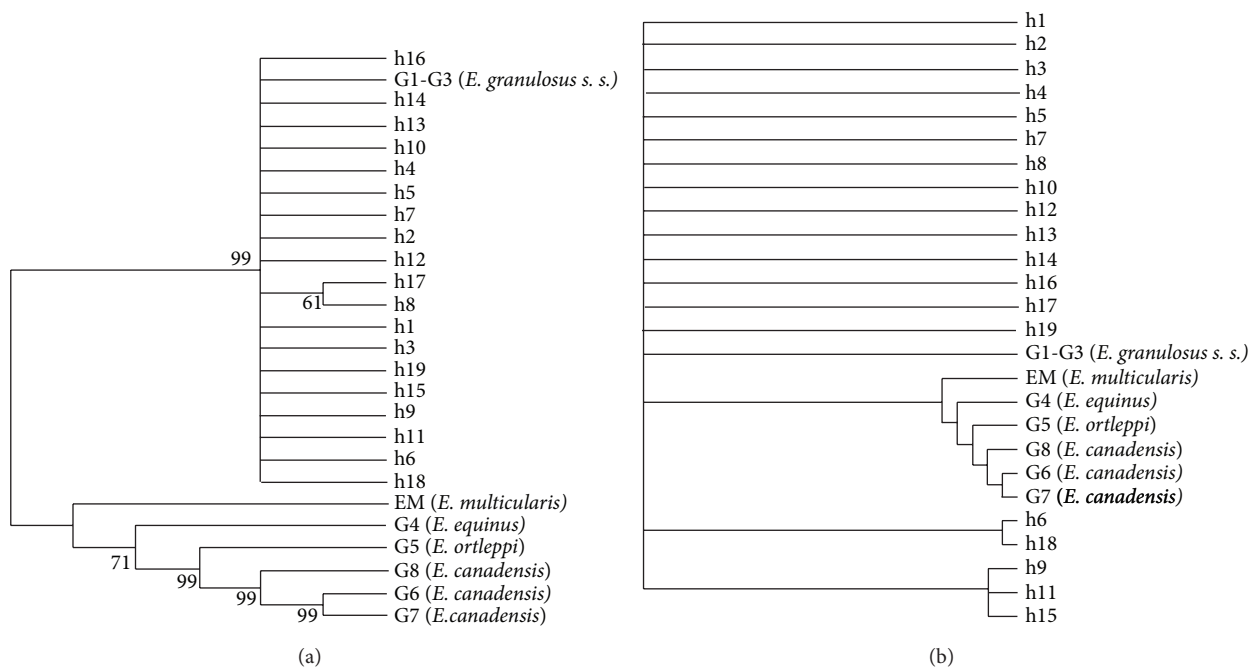 h16
G1-G3 (E. granulosus s. s.)
h14
h13
h10
h4
h5
h7
h2
99
h12
h17
61
h8
h1
h3
h19
h15
h9
h11
h6
h18
EM (E. multicularis)
G4 (E. equinus)
71
G5 (E. ortleppi)
99
G8 (E. canadensis)
99
G6 (E. canadensis)
99
G7 (E.canadensis)
(a)
h1
h2
h3
h4
h5
h7
h8
h10
h12
h13
h14
h16
h17
h19
G1-G3 (E. granulosus s. s.)
EM (E. multicularis)
G4 (E. equinus)
G5 (E. ortleppi)
G8 (E. canadensis)
G6 (E. canadensis)
G7 (E. canadensis)
h6
h18
h9
h11
h15
(b)